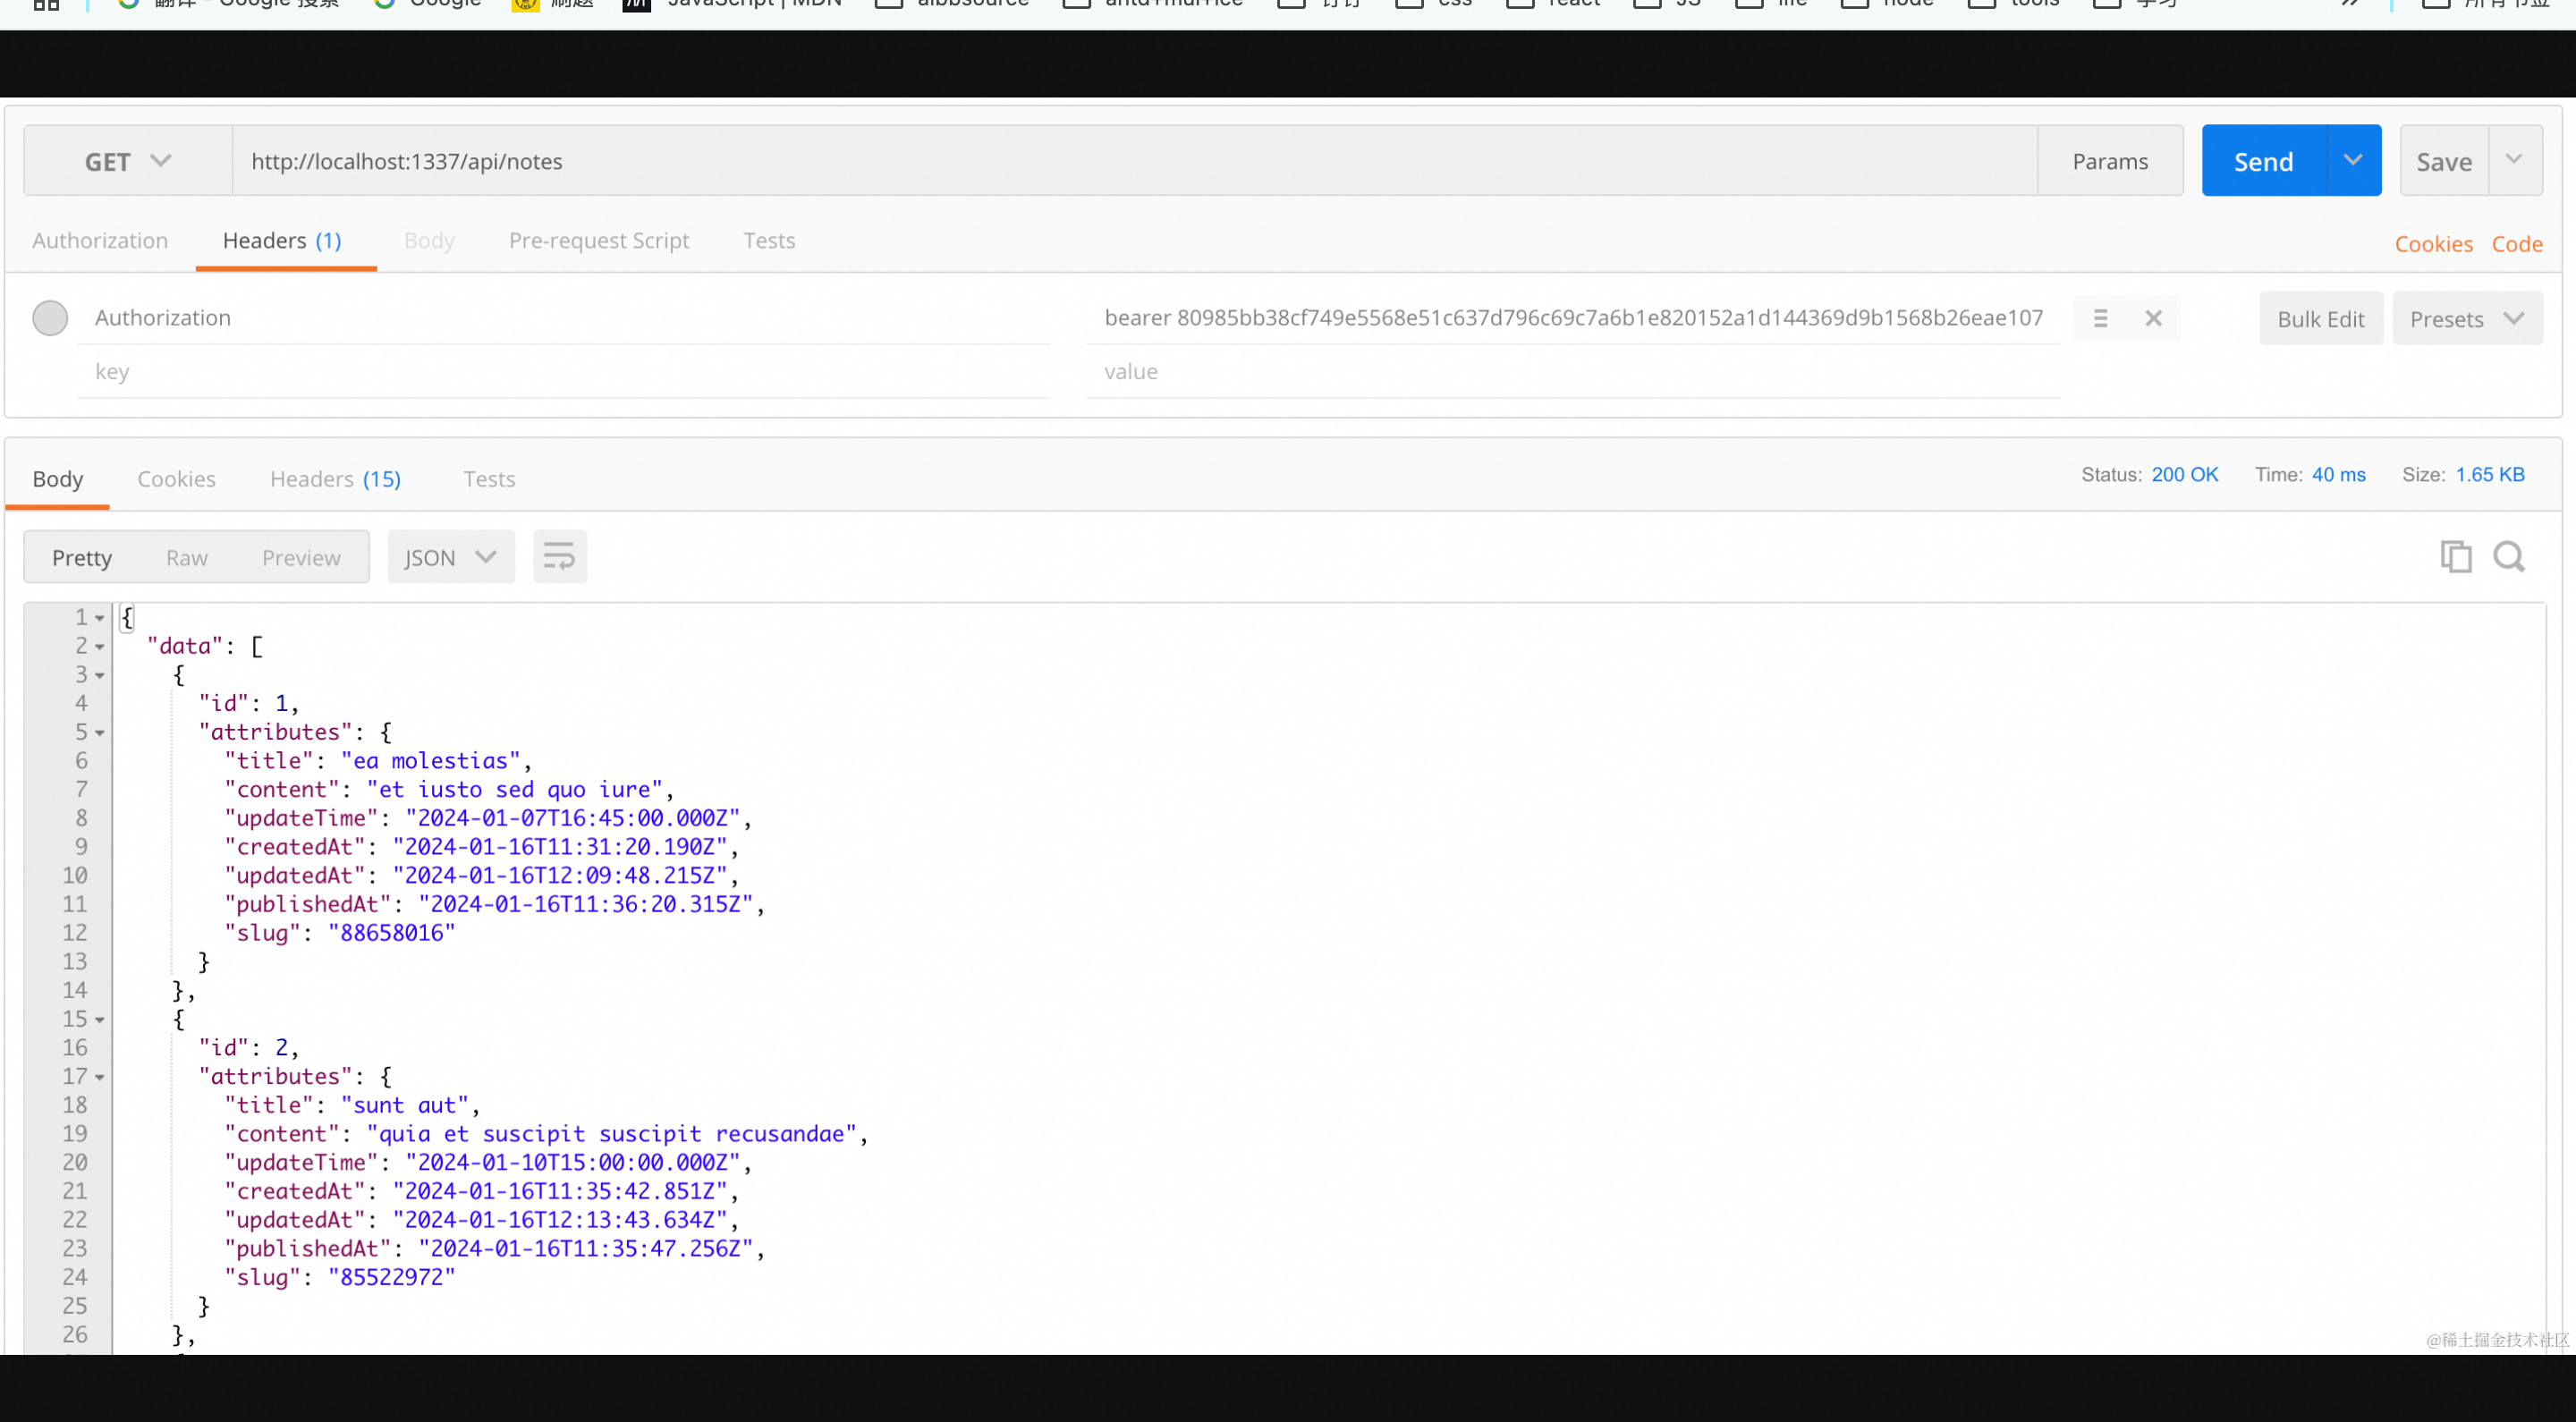 翻译 - Google 搜索 Google 刷题 JavaScript | MDN aibbsource antd+mui+ice 钉钉 css react JS life node tools 学习 » 所有书签
GET http://localhost:1337/api/notes Params Send Save
Authorization Headers (1) Body Pre-request Script Tests Cookies Code
Authorization bearer 80985bb38cf749e5568e51c637d796c69c7a6b1e820152a1d144369d9b1568b26eae107 Bulk Edit Presets
key value
Body Cookies Headers (15) Tests Status: 200 OK Time: 40 ms Size: 1.65 KB
Pretty Raw Preview JSON
1 {
2 "data": [
3 {
4 "id": 1,
5 "attributes": {
6 "title": "ea molestias",
7 "content": "et iusto sed quo iure",
8 "updateTime": "2024-01-07T16:45:00.000Z",
9 "createdAt": "2024-01-16T11:31:20.190Z",
10 "updatedAt": "2024-01-16T12:09:48.215Z",
11 "publishedAt": "2024-01-16T11:36:20.315Z",
12 "slug": "88658016"
13 }
14 },
15 {
16 "id": 2,
17 "attributes": {
18 "title": "sunt aut",
19 "content": "quia et suscipit suscipit recusandae",
20 "updateTime": "2024-01-10T15:00:00.000Z",
21 "createdAt": "2024-01-16T11:35:42.851Z",
22 "updatedAt": "2024-01-16T12:13:43.634Z",
23 "publishedAt": "2024-01-16T11:35:47.256Z",
24 "slug": "85522972"
25 }
26 },
@稀土掘金技术社区